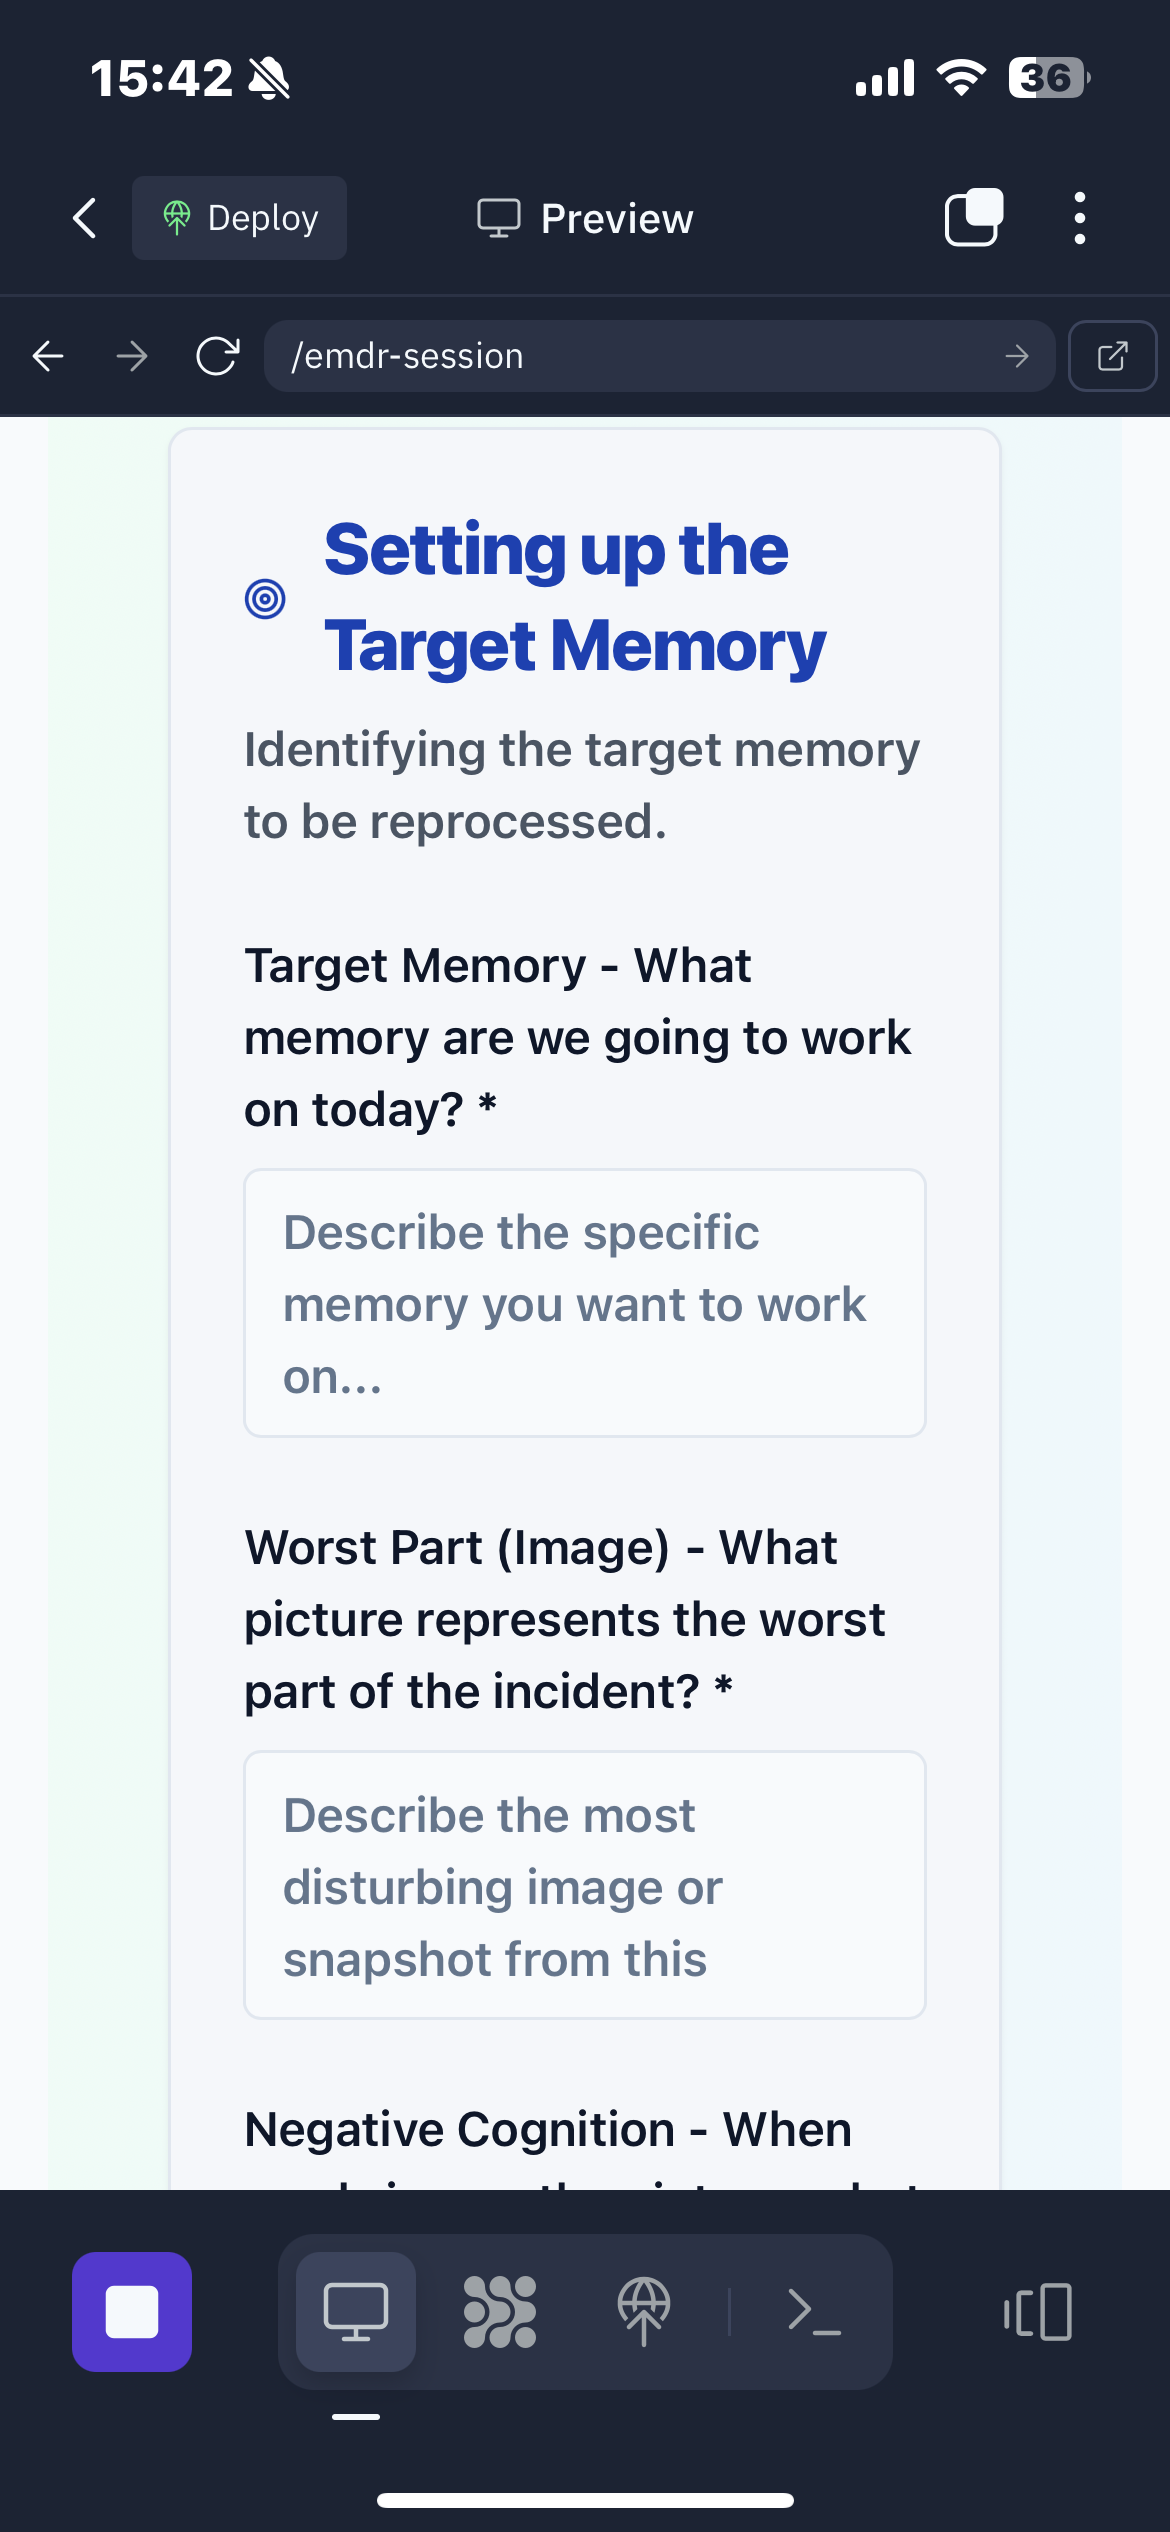 15:42
36
Deploy
Preview
/emdr-session
Setting up the
Target Memory
Identifying the target memory
to be reprocessed.
Target Memory - What
memory are we going to work
on today? *
Describe the specific
memory you want to work
on...
Worst Part (Image) - What
picture represents the worst
part of the incident? *
Describe the most
disturbing image or
snapshot from this
Negative Cognition - When